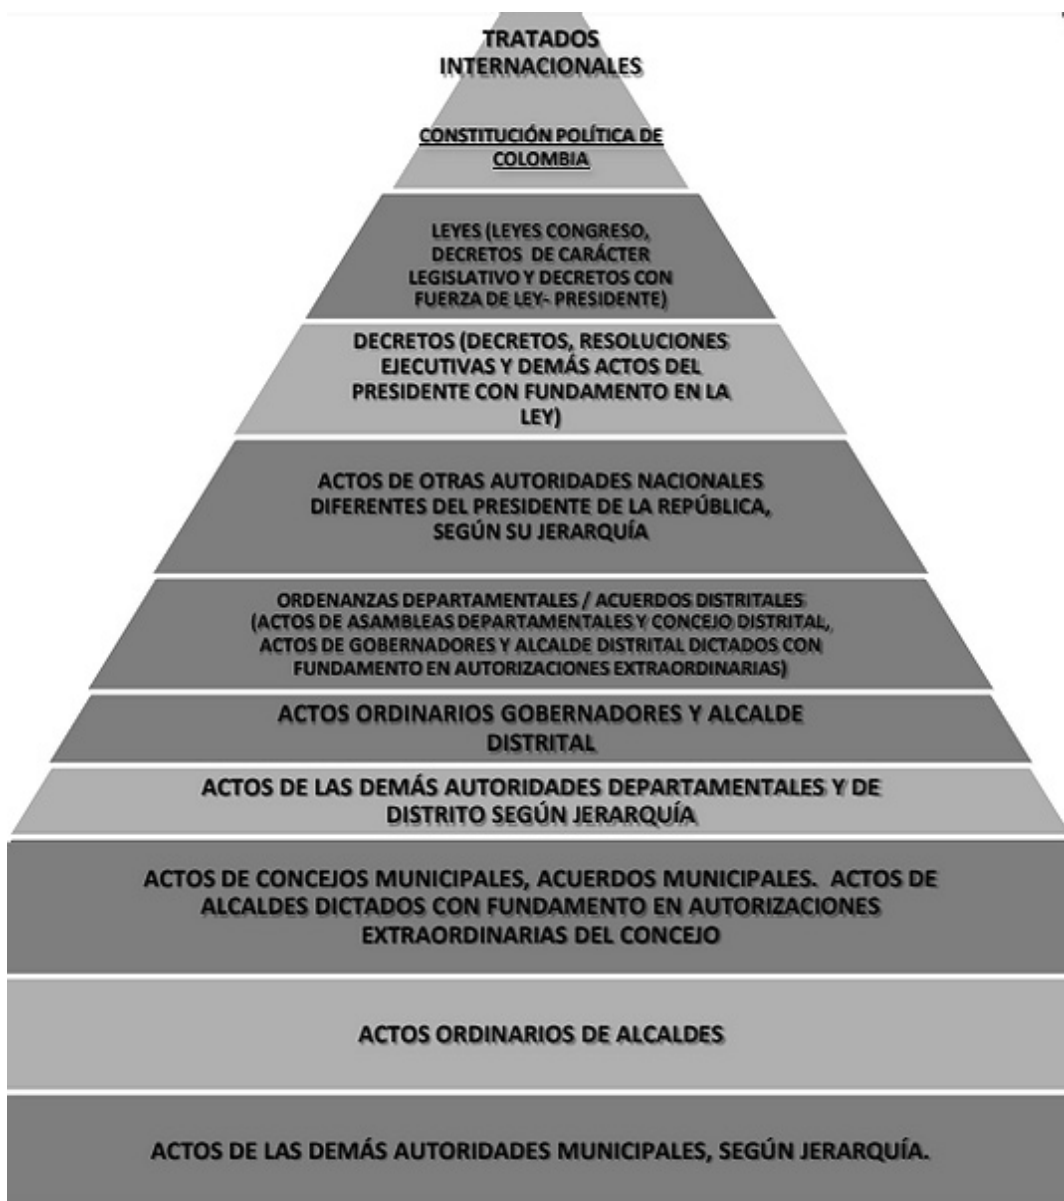 TRATADOS
INTERNACIONALES
CONSTITUCIÓN POLÍTICA DE
COLOMBIA
LEYES (LEYES CONGRESO,
DECRETOS DE CARÁCTER
LEGISLATIVO Y DECRETOS CON
FUERZA DE LEY- PRESIDENTE)
DECRETOS (DECRETOS, RESOLUCIONES
EJECUTIVAS Y DEMÁS ACTOS DEL
PRESIDENTE CON FUNDAMENTO EN LA
LEY)
ACTOS DE OTRAS AUTORIDADES NACIONALES
DIFERENTES DEL PRESIDENTE DE LA REPÚBLICA,
SEGÚN SU JERARQUÍA
ORDENANZAS DEPARTAMENTALES / ACUERDOS DISTRITALES
(ACTOS DE ASAMBLEAS DEPARTAMENTALES Y CONCEJO DISTRITAL,
ACTOS DE GOBERNADORES Y ALCALDE DISTRITAL DICTADOS CON
FUNDAMENTO EN AUTORIZACIONES EXTRAORDINARIAS)
ACTOS ORDINARIOS GOBERNADORES Y ALCALDE
DISTRITAL
ACTOS DE LAS DEMÁS AUTORIDADES DEPARTAMENTALES Y DE
DISTRITO SEGÚN JERARQUÍA
ACTOS DE CONCEJOS MUNICIPALES, ACUERDOS MUNICIPALES. ACTOS DE
ALCALDES DICTADOS CON FUNDAMENTO EN AUTORIZACIONES
EXTRAORDINARIAS DEL CONCEJO
ACTOS ORDINARIOS DE ALCALDES
ACTOS DE LAS DEMÁS AUTORIDADES MUNICIPALES, SEGÚN JERARQUÍA.